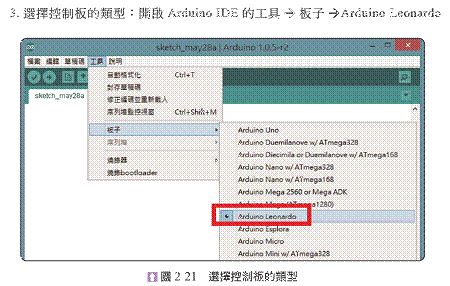 3. 選擇控制板的類型：開啟 Arduino IDE 的工具 → 板子 → Arduino Leonardo
sketch_may28a | Arduino 1.0.5-r2
檔案 編輯 草稿碼 工具 說明
sketch_may28a
自動格式化 Ctrl+T
封存草稿碼
修正編碼並重新載入
序列埠監控視窗 Ctrl+Shift+M
板子
序列埠
燒錄器
燒錄bootloader
Arduino Uno
Arduino Duemilanove w/ ATmega328
Arduino Diecimila or Duemilanove w/ ATmega168
Arduino Nano w/ ATmega328
Arduino Nano w/ ATmega168
Arduino Mega 2560 or Mega ADK
Arduino Mega (ATmega1280)
Arduino Leonardo
Arduino Esplora
Arduino Micro
Arduino Mini w/ ATmega328
圖 2-21 選擇控制板的類型